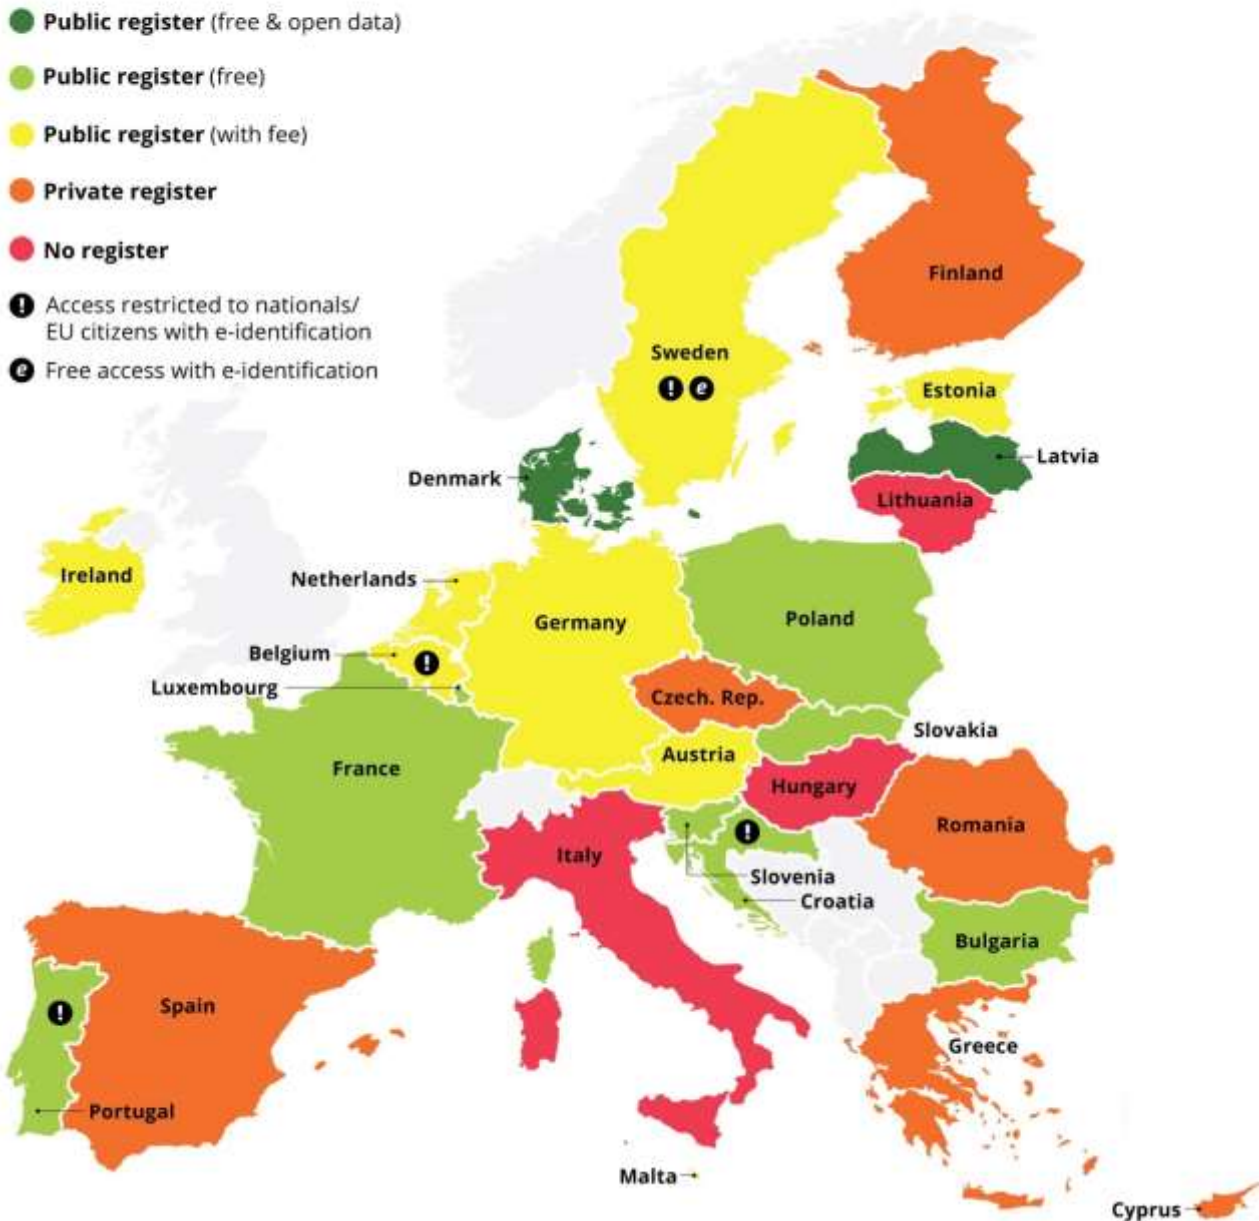 Public register (free & open data)
Public register (free)
Public register (with fee)
Private register
No register
! Access restricted to nationals/
EU citizens with e-identification
e Free access with e-identification
Finland
Sweden
! e
Estonia
Latvia
Denmark
Lithuania
Ireland
Netherlands
Germany
Poland
Belgium
!
Luxembourg
Czech. Rep.
Slovakia
France
Austria
Hungary
Romania
!
Italy
Slovenia
Croatia
Bulgaria
Spain
!
Greece
Portugal
Malta
Cyprus